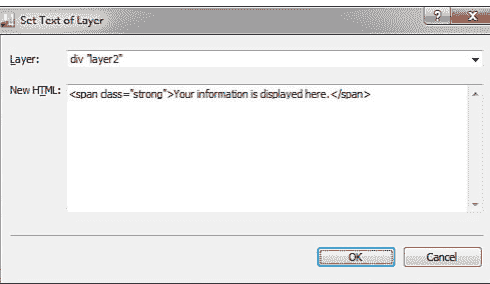 Set Text of Layer
Layer: div "layer2"
New HTML: <span class="strong">Your information is displayed here.</span>
OK Cancel